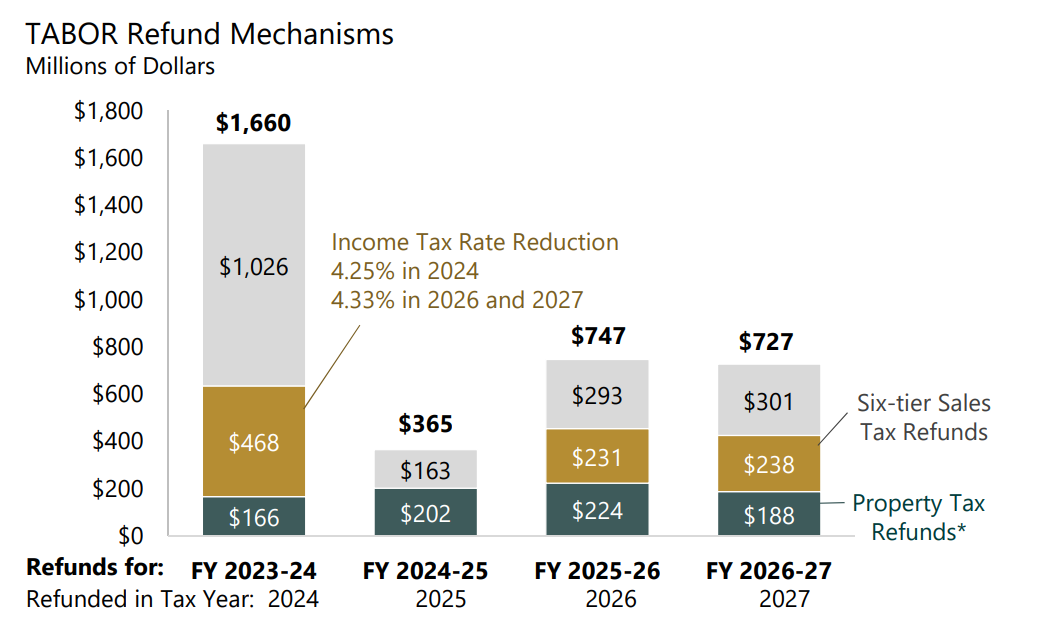 TABOR Refund Mechanisms
Millions of Dollars
$1,800
$1,600
$1,400
$1,200
$1,000
$800
$600
$400
$200
$0
$1,660
$1,026
$468
$166
Income Tax Rate Reduction
4.25% in 2024
4.33% in 2026 and 2027
$365
$163
$202
$747
$293
$231
$224
$727
$301
$238
$188
Six-tier Sales
Tax Refunds
Property Tax
Refunds*
Refunds for: FY 2023-24 FY 2024-25 FY 2025-26 FY 2026-27
Refunded in Tax Year: 2024 2025 2026 2027